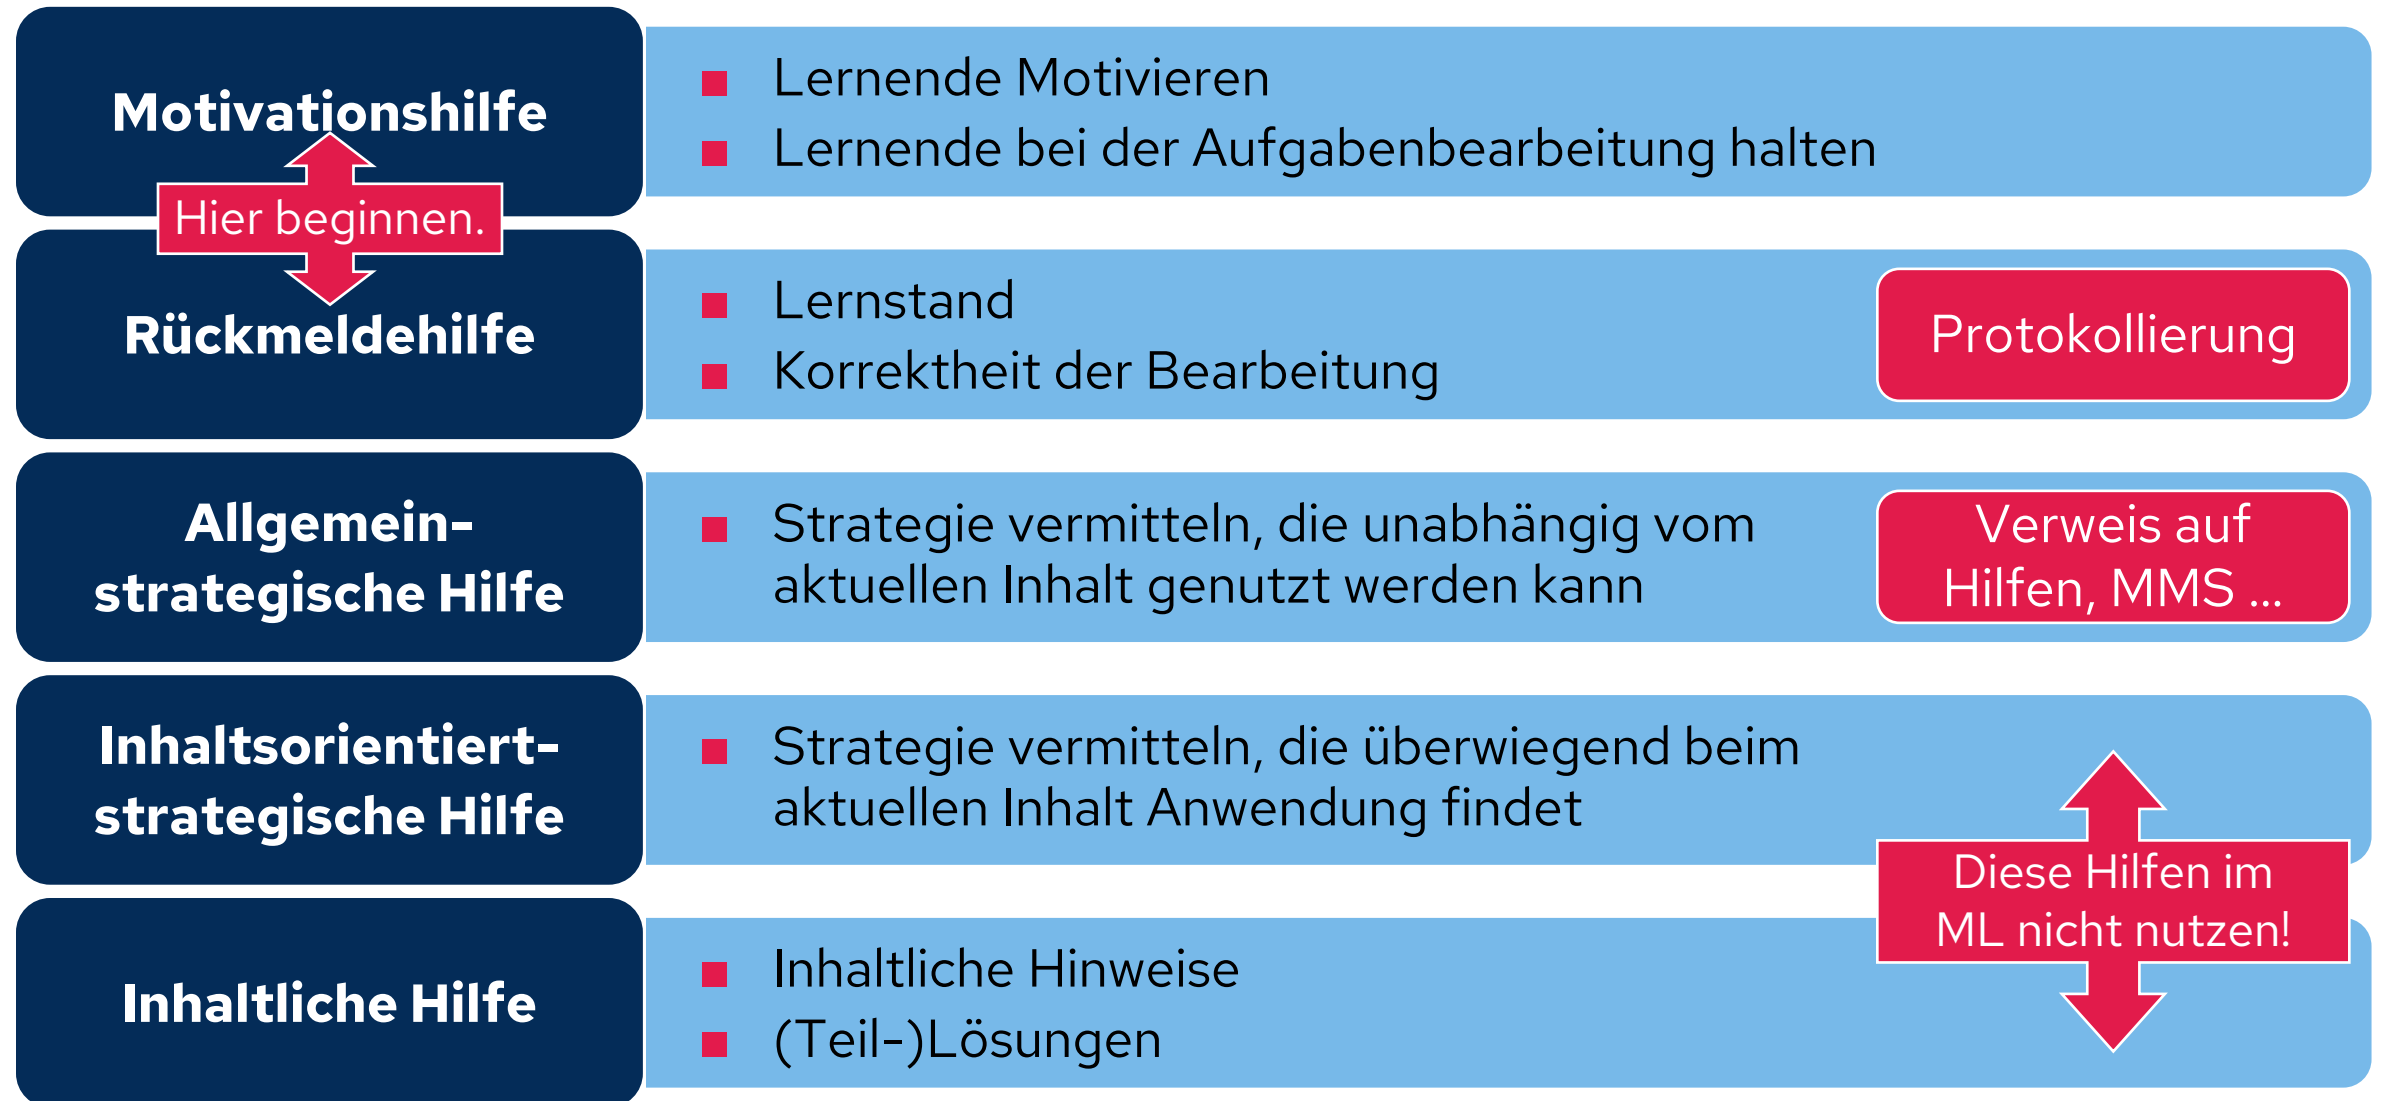 Motivationshilfe
Lernende Motivieren
Lernende bei der Aufgabenbearbeitung halten
Hier beginnen.
Rückmeldehilfe
Lernstand
Korrektheit der Bearbeitung
Protokollierung
Allgemein-
strategische Hilfe
Strategie vermitteln, die unabhängig vom
aktuellen Inhalt genutzt werden kann
Verweis auf
Hilfen, MMS ...
Inhaltsorientiert-
strategische Hilfe
Strategie vermitteln, die überwiegend beim
aktuellen Inhalt Anwendung findet
Diese Hilfen im
ML nicht nutzen!
Inhaltliche Hilfe
Inhaltliche Hinweise
(Teil-)Lösungen